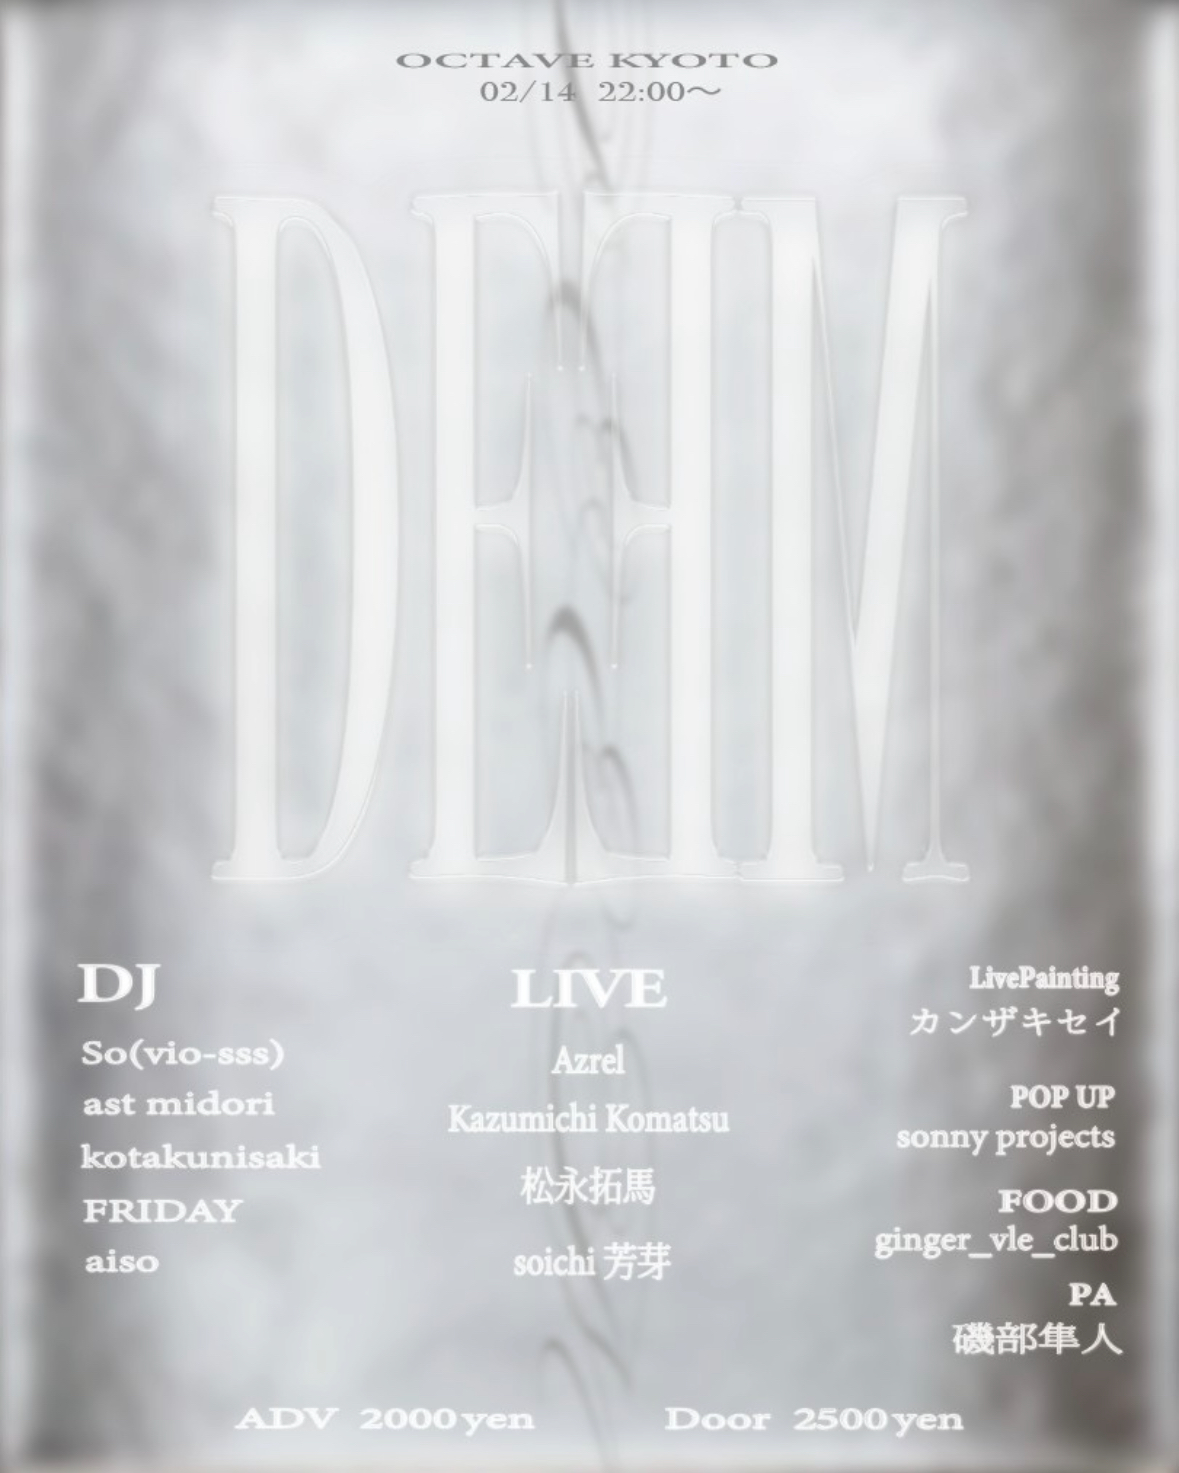 OCTAVE KYOTO
02/14 22:00〜
DEEM
DJ
So(vio-sss)
ast midori
kotakunisaki
FRIDAY
aiso
LIVE
Azrel
Kazumichi Komatsu
松永拓馬
soichi 芳芽
LivePainting
カンザキセイ
POP UP
sonny projects
FOOD
ginger_vle_club
PA
磯部隼人
ADV 2000yen
Door 2500yen